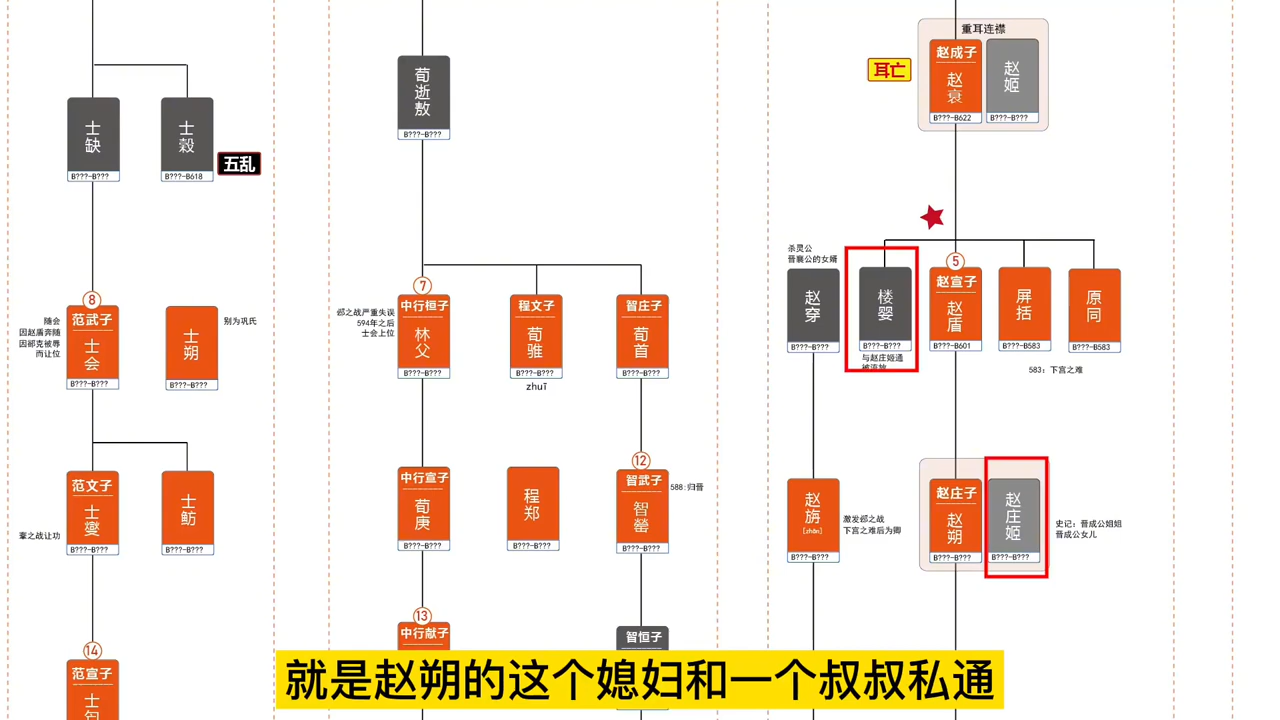 士
缺
B???-B???
士
縠
B???-B618
五乱
8
范武子
士
会
B???-B???
随会
因赵盾奔随
因郤克被辱
而让位
士
朔
B???-B???
别为巩氏
范文子
士
燮
B???-B???
鞌之战让功
士
鲂
B???-B???
14
范宣子
士
荀
逝
敖
B???-B???
7
中行桓子
林
父
B???-B???
邲之战严重失误
594年之后
士会上位
程文子
荀
骓
B???-B???
zhuī
智庄子
荀
首
B???-B???
中行宣子
荀
庚
B???-B???
程
郑
B???-B???
12
智武子
智
罃
B???-B???
588:归晋
13
中行献子
智恒子
重耳连襟
赵成子
赵
衰
B???-B622
赵
姬
B???-B???
耳亡
杀灵公
晋襄公的女婿
赵
穿
B???-B???
楼
婴
B???-B???
与赵庄姬通
被流放
5
赵宣子
赵
盾
B???-B601
屏
括
B???-B583
原
同
B???-B583
583：下宫之难
赵
旃
[zhān]
B???-B???
激发邲之战
下宫之难后为卿
赵庄子
赵
朔
B???-B???
赵
庄
姬
B???-B???
史记：晋成公姐姐
晋成公女儿
就是赵朔的这个媳妇和一个叔叔私通